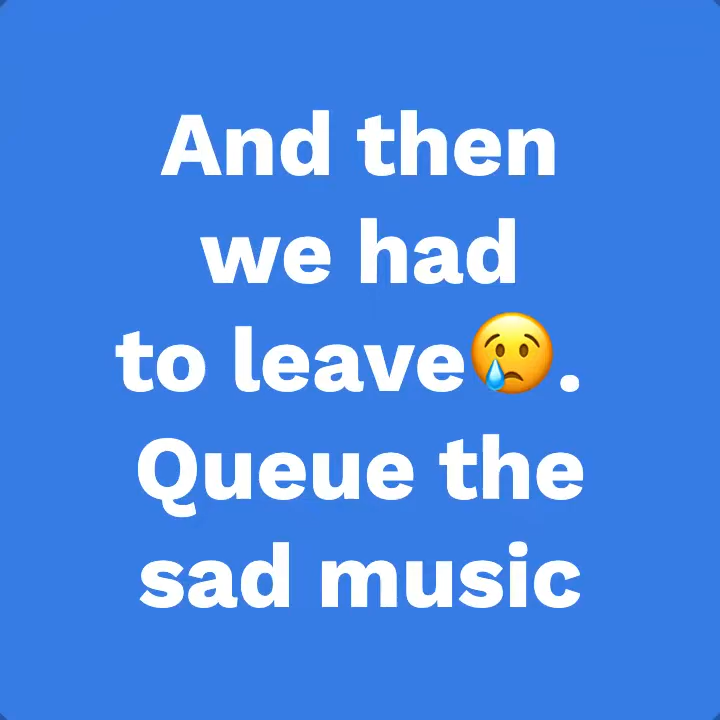 And then
we had
to leave😢.
Queue the
sad music